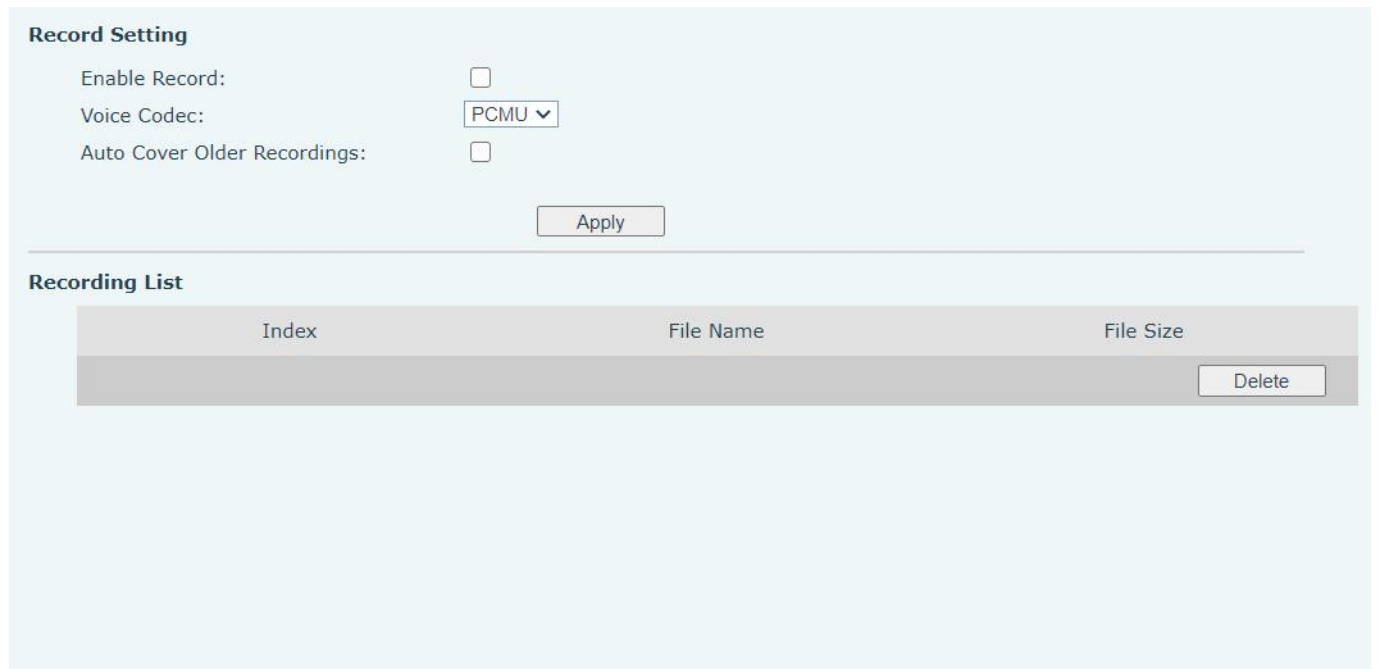 Record Setting
Enable Record:
Voice Codec: PCMU
Auto Cover Older Recordings:
Apply
Recording List
Index File Name File Size
Delete